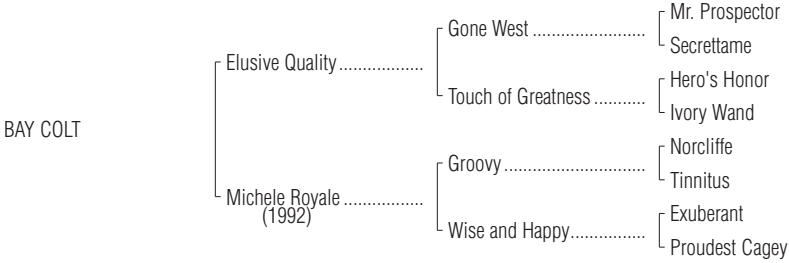 Mr. Prospector
Gone West ........................
Secrettame
Elusive Quality..................
Hero's Honor
Touch of Greatness ...........
Ivory Wand
BAY COLT
Norcliffe
Groovy ..............................
Tinnitus
Michele Royale .................
(1992)
Exuberant
Wise and Happy................
Proudest Cagey